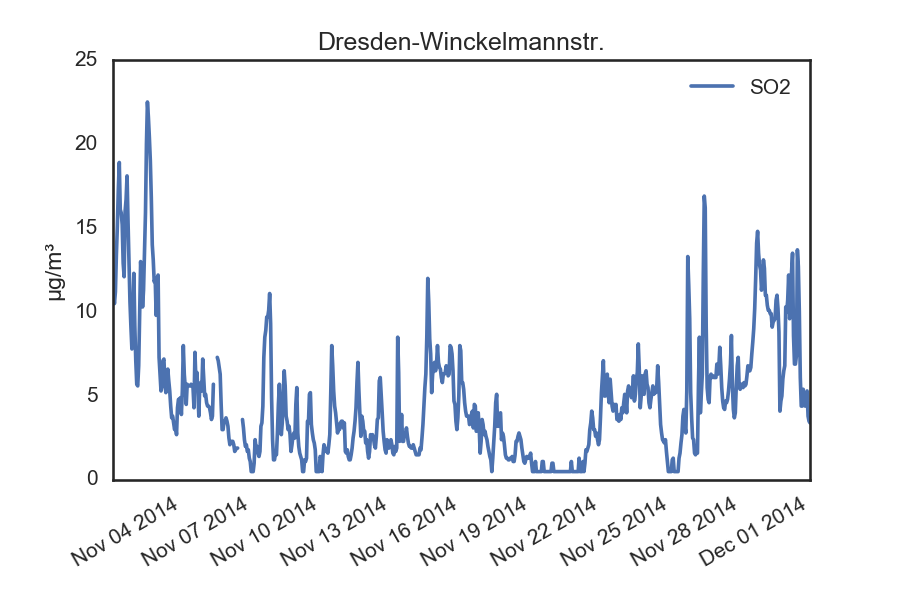 Dresden-Winckelmannstr.
25
20
15
10
5
0
µg/m³
SO2
Nov 04 2014
Nov 07 2014
Nov 10 2014
Nov 13 2014
Nov 16 2014
Nov 19 2014
Nov 22 2014
Nov 25 2014
Nov 28 2014
Dec 01 2014